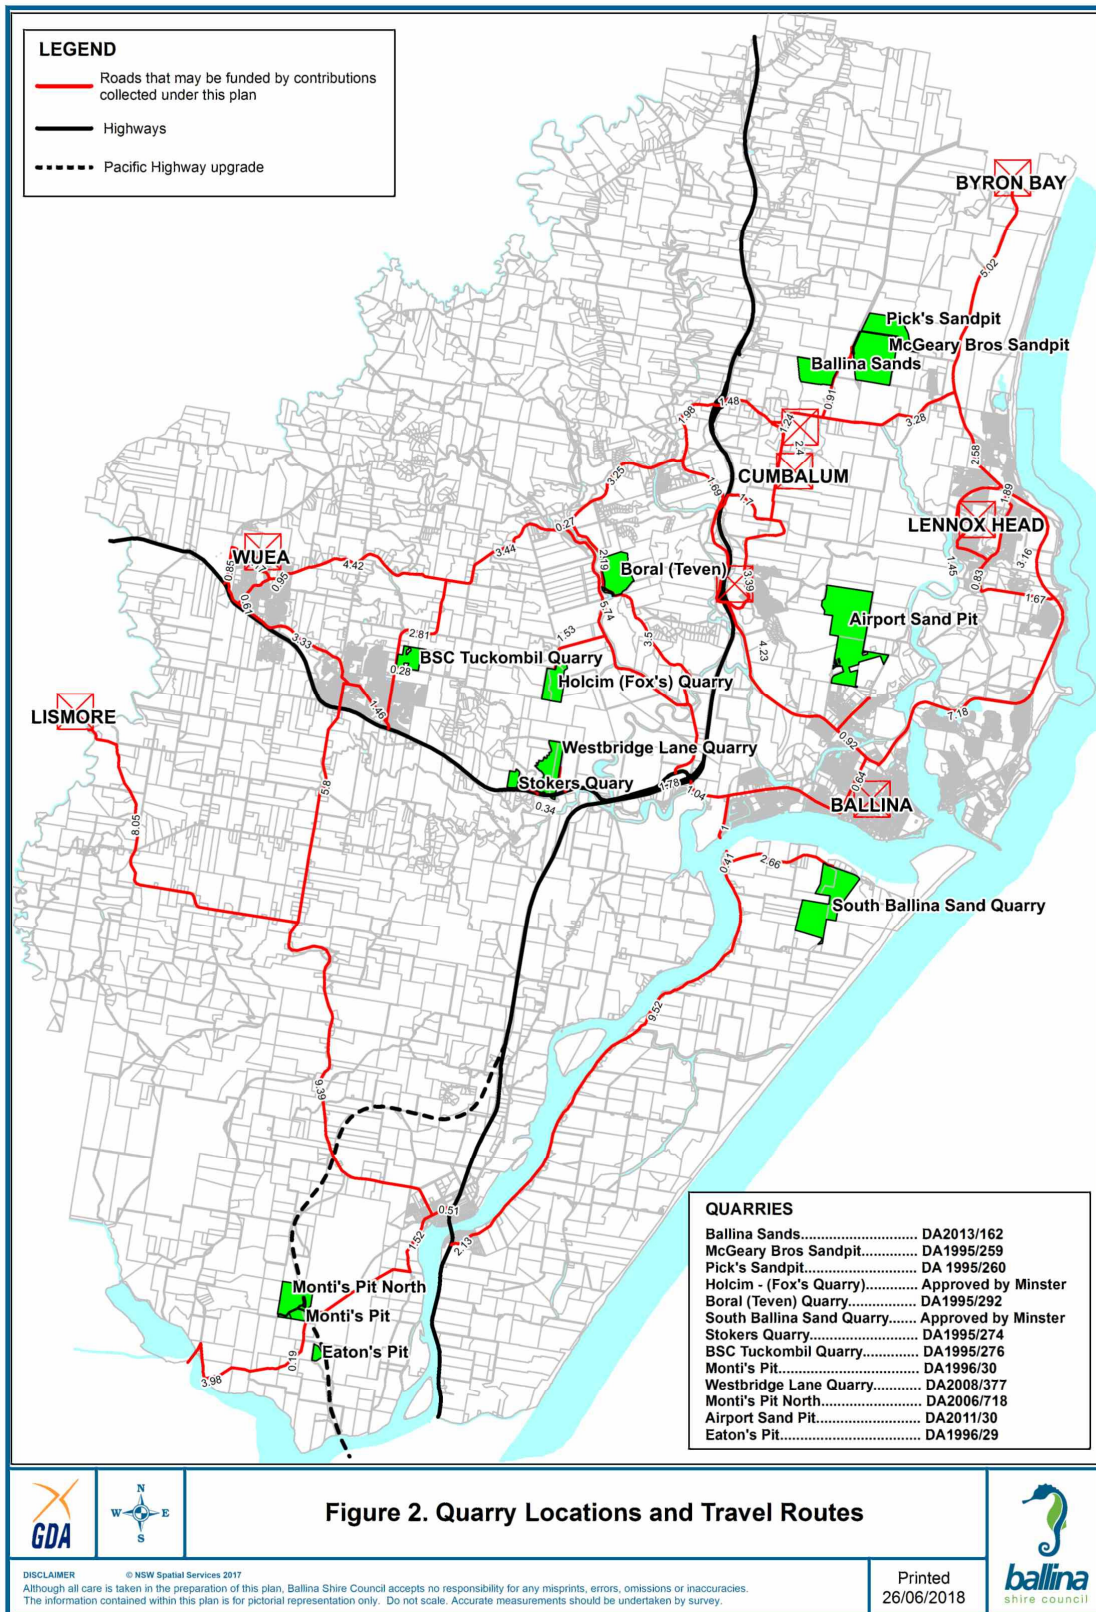 LEGEND
Roads that may be funded by contributions
collected under this plan
Highways
Pacific Highway upgrade
BYRON BAY
5.02
Pick's Sandpit
McGeary Bros Sandpit
Ballina Sands
0.91
1.48
1.98
1.24
3.28
2.4
2.58
CUMBALUM
3.25
1.69
1.7
1.89
LENNOX HEAD
0.27
3.44
WUEA
0.85
0.95
4.42
2.19
Boral (Teven)
3.39
1.45
0.83
3.16
1.67
0.61
5.74
Airport Sand Pit
3.33
2.81
1.53
3.5
4.23
BSC Tuckombil Quarry
0.28
Holcim (Fox's) Quarry
1.46
LISMORE
7.18
0.92
Westbridge Lane Quarry
Stokers Quary
1.78
1.04
0.64
BALLINA
0.34
5.8
8.05
1
0.41
2.66
South Ballina Sand Quarry
9.52
9.39
0.51
1.52
2.13
Monti's Pit North
Monti's Pit
Eaton's Pit
0.19
3.98
QUARRIES
Ballina Sands............................ DA2013/162
McGeary Bros Sandpit.............. DA1995/259
Pick's Sandpit........................... DA 1995/260
Holcim - (Fox's Quarry)............. Approved by Minster
Boral (Teven) Quarry................. DA1995/292
South Ballina Sand Quarry....... Approved by Minster
Stokers Quarry.......................... DA1995/274
BSC Tuckombil Quarry.............. DA1995/276
Monti's Pit.................................. DA1996/30
Westbridge Lane Quarry............ DA2008/377
Monti's Pit North........................ DA2006/718
Airport Sand Pit......................... DA2011/30
Eaton's Pit.................................. DA1996/29
GDA
N
W E
S
Figure 2. Quarry Locations and Travel Routes
ballina
shire council
DISCLAIMER © NSW Spatial Services 2017
Although all care is taken in the preparation of this plan, Ballina Shire Council accepts no responsibility for any misprints, errors, omissions or inaccuracies.
The information contained within this plan is for pictorial representation only. Do not scale. Accurate measurements should be undertaken by survey.
Printed
26/06/2018